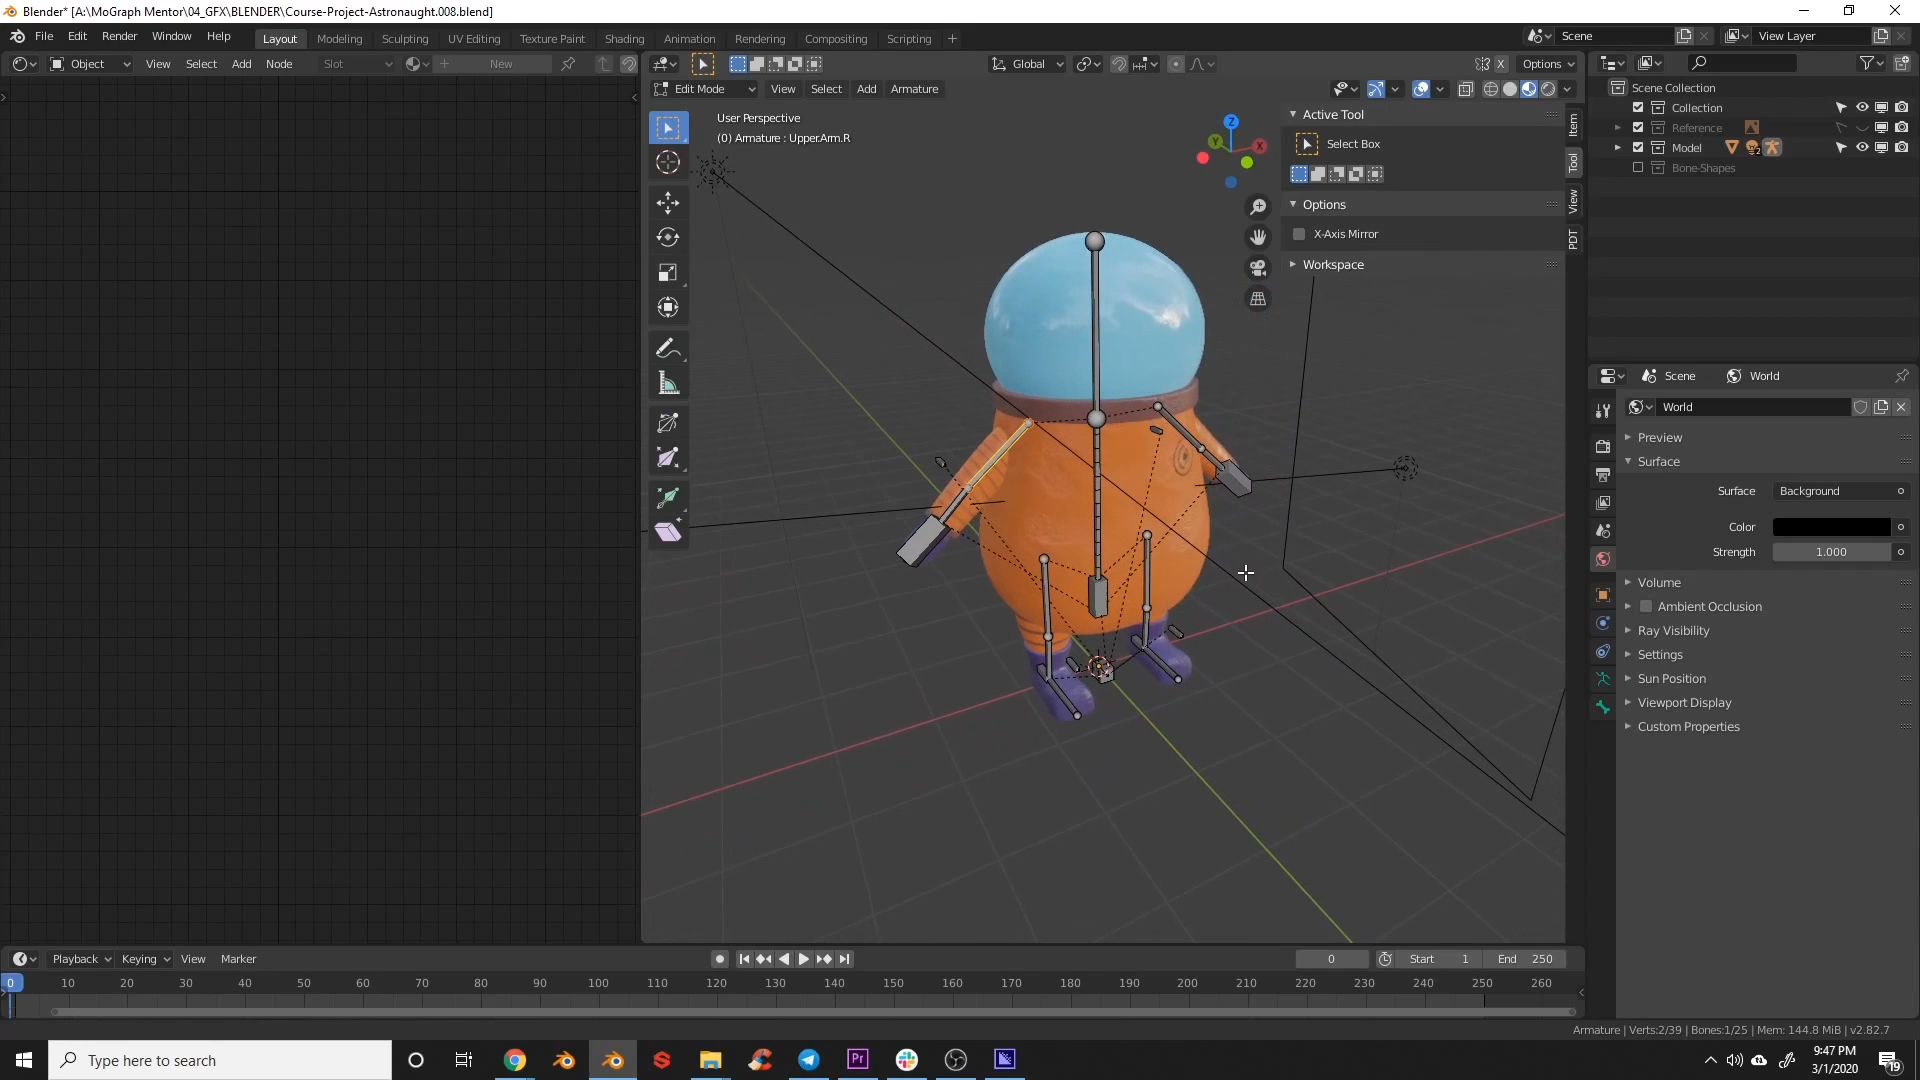 Blender* [A:\MoGraph Mentor\04_GFX\BLENDER\Course-Project-Astronaught.008.blend]
File Edit Render Window Help Layout Modeling Sculpting UV Editing Texture Paint Shading Animation Rendering Compositing Scripting + Scene View Layer
Object View Select Add Node Slot New Global X Options
Edit Mode View Select Add Armature
User Perspective
(0) Armature : Upper.Arm.R
Z
Y
X
Active Tool
Select Box
Options
X-Axis Mirror
Workspace
Item
Tool
View
PDT
Scene Collection
Collection
Reference
Model 2
Bone-Shapes
Scene World
World
Preview
Surface
Surface Background
Color
Strength 1.000
Volume
Ambient Occlusion
Ray Visibility
Settings
Sun Position
Viewport Display
Custom Properties
Playback Keying View Marker 0 Start 1 End 250
0 10 20 30 40 50 60 70 80 90 100 110 120 130 140 150 160 170 180 190 200 210 220 230 240 250 260
Armature | Verts:2/39 | Bones:1/25 | Mem: 144.8 MiB | v2.82.7
Type here to search
Pr
9:47 PM
3/1/2020
19